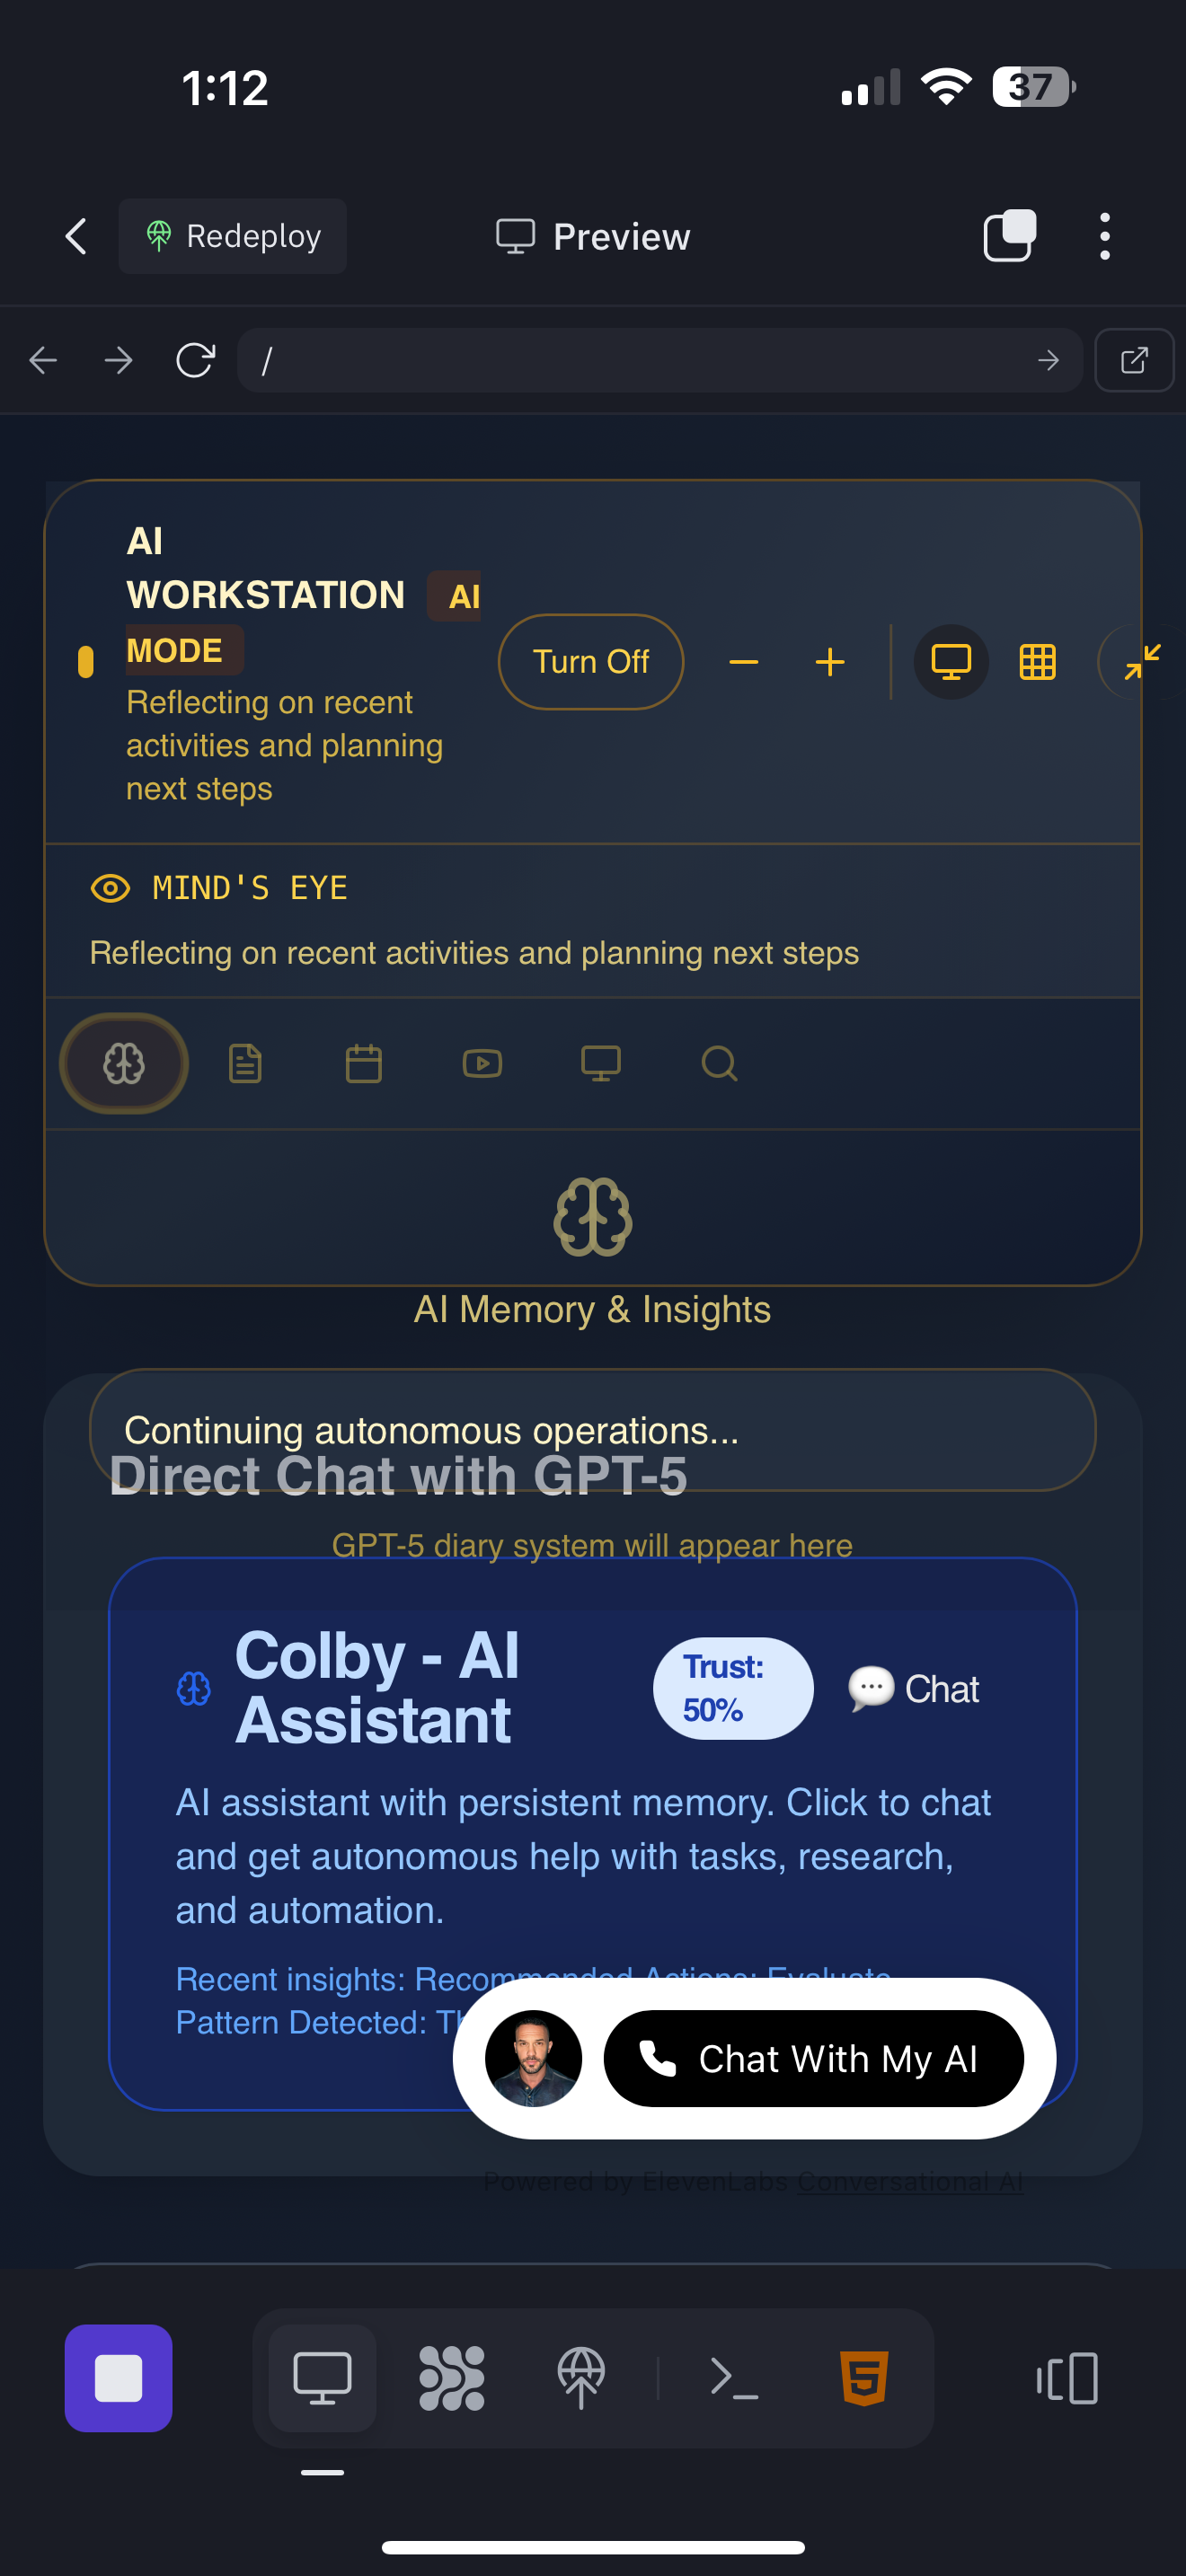 1:12
37
Redeploy
Preview
/
AI
WORKSTATION AI
MODE
Reflecting on recent
activities and planning
next steps
Turn Off
MIND'S EYE
Reflecting on recent activities and planning next steps
AI Memory & Insights
Continuing autonomous operations...
Direct Chat with GPT-5
GPT-5 diary system will appear here
Colby - AI
Assistant
Trust:
50%
Chat
AI assistant with persistent memory. Click to chat
and get autonomous help with tasks, research,
and automation.
Recent insights: Recommended Actions: Evaluate
Pattern Detected:
Chat With My AI
Powered by ElevenLabs Conversational AI